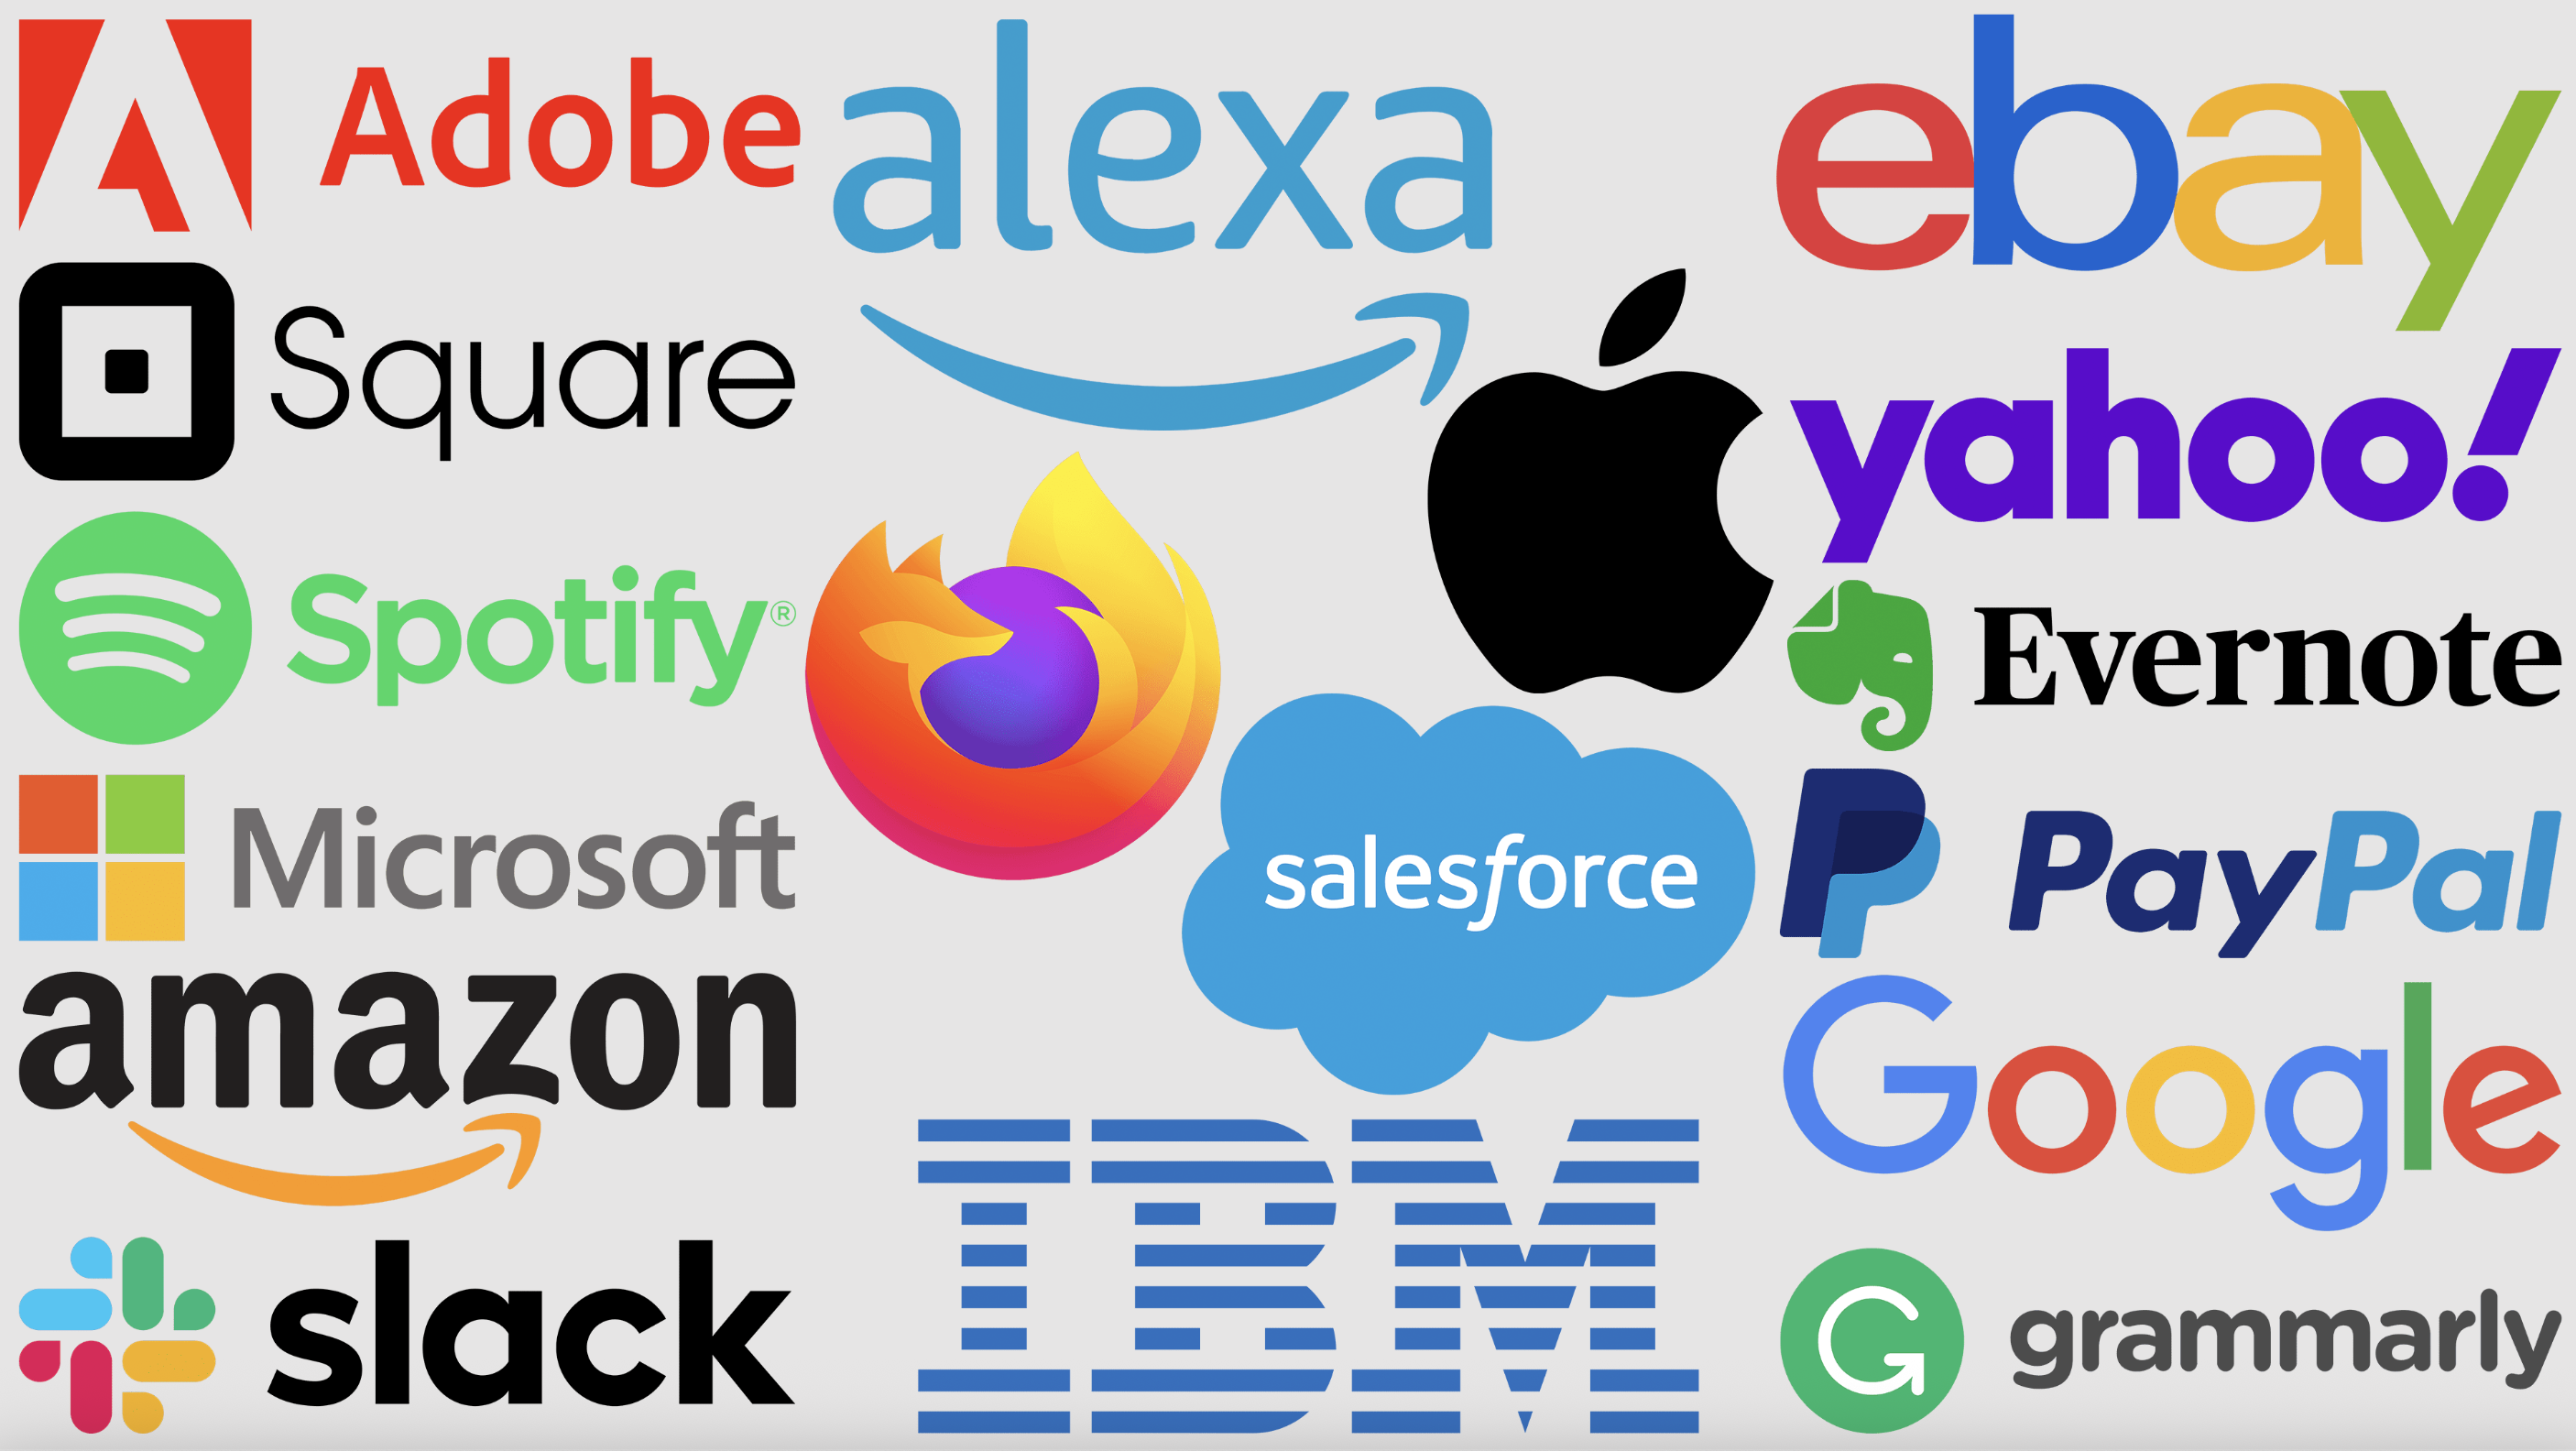 Adobe
alexa
ebay
Square
yahoo!
Spotify®
Evernote
Microsoft
salesforce
PayPal
amazon
Google
IBM
slack
grammarly